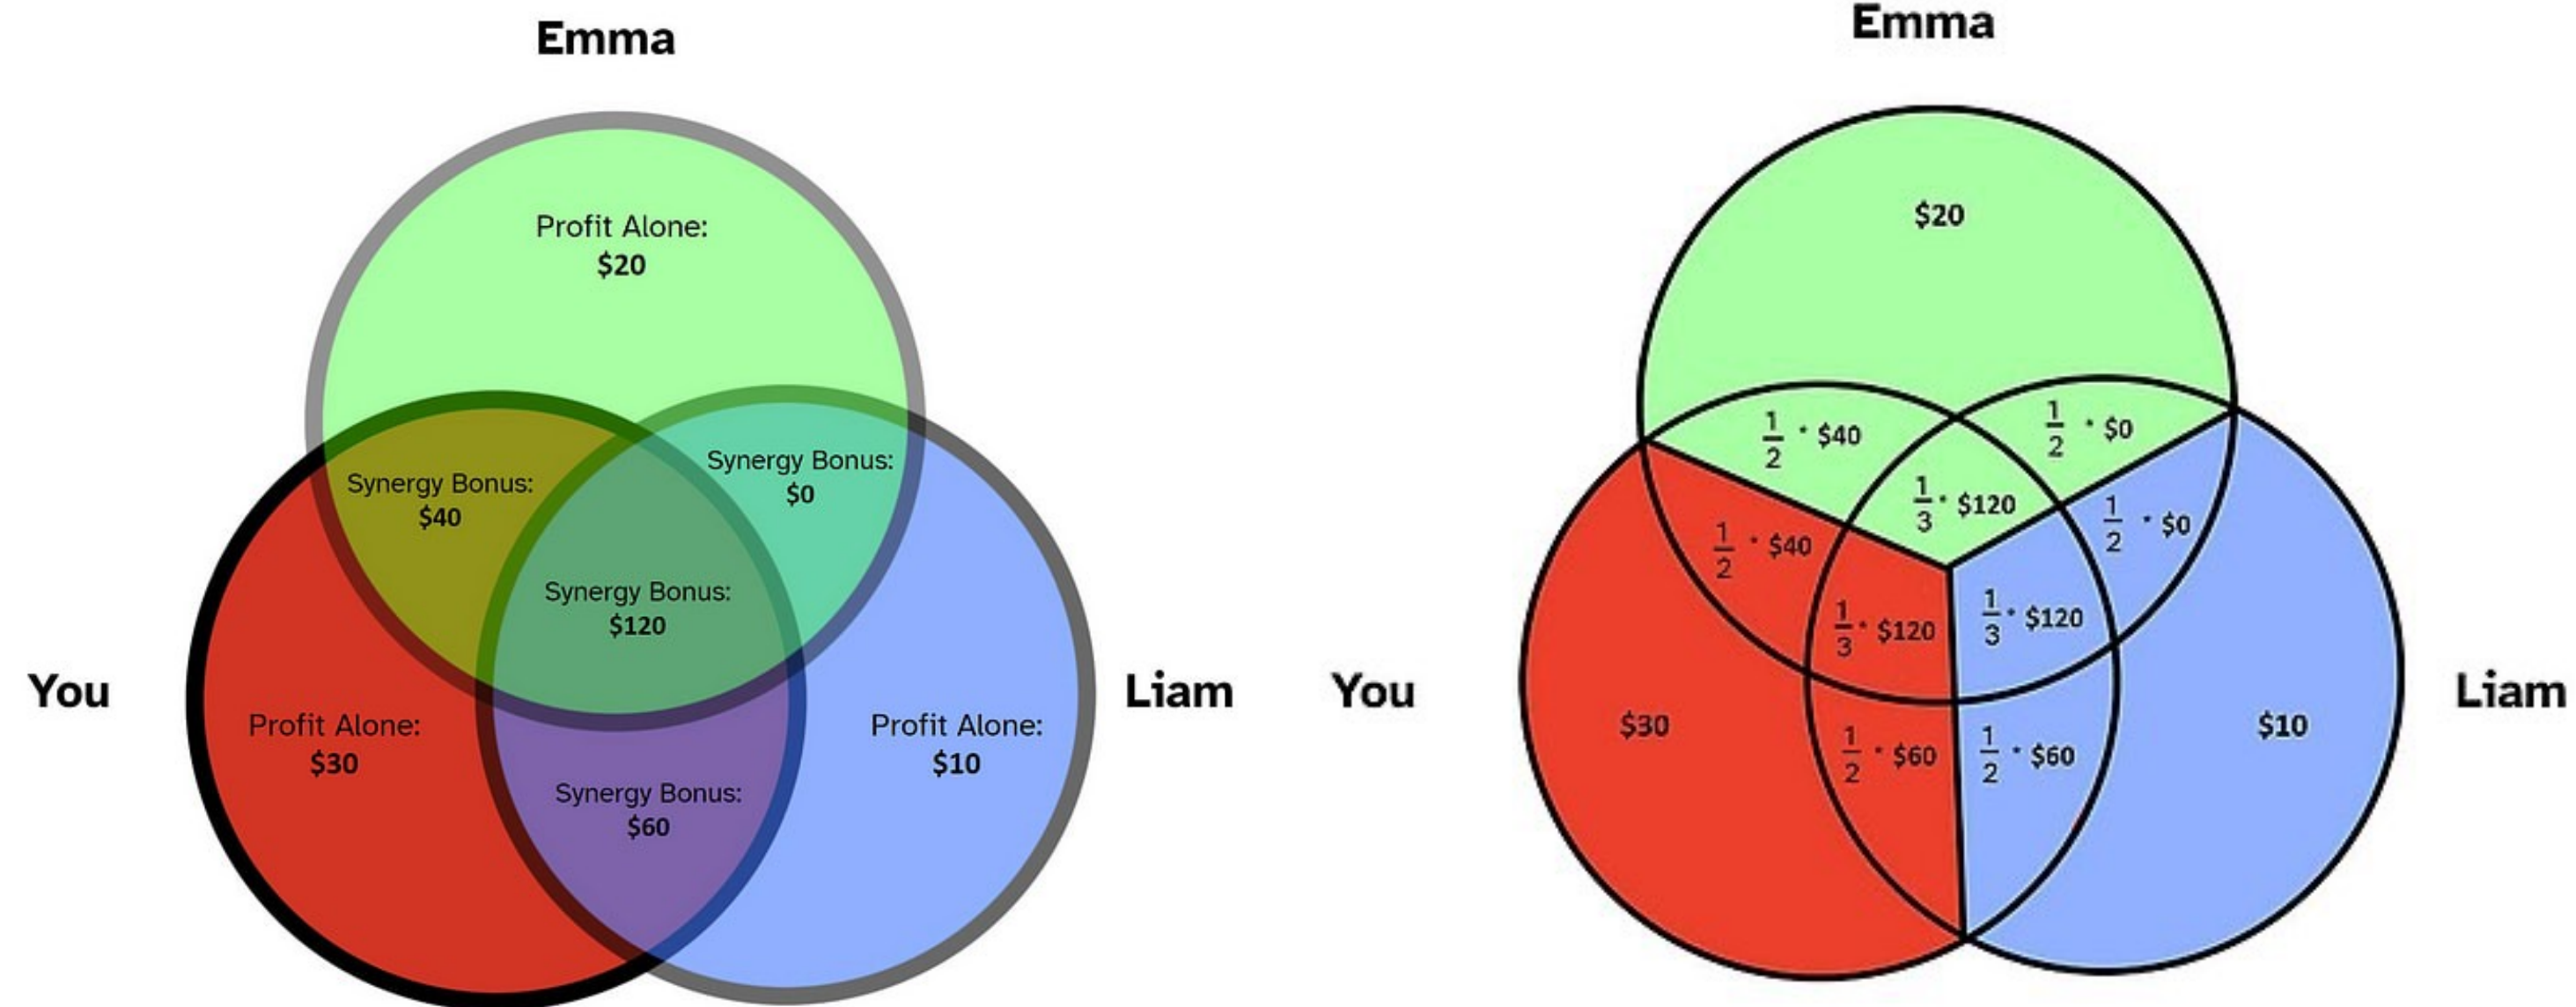 Emma
Profit Alone:
$20
Synergy Bonus:
$40
Synergy Bonus:
$0
Synergy Bonus:
$120
You
Profit Alone:
$30
Synergy Bonus:
$60
Profit Alone:
$10
Liam
Emma
$20
1/2 * $40
1/2 * $0
1/3 * $120
1/2 * $40
1/2 * $0
1/3 * $120
1/3 * $120
You
$30
1/2 * $60
1/2 * $60
$10
Liam